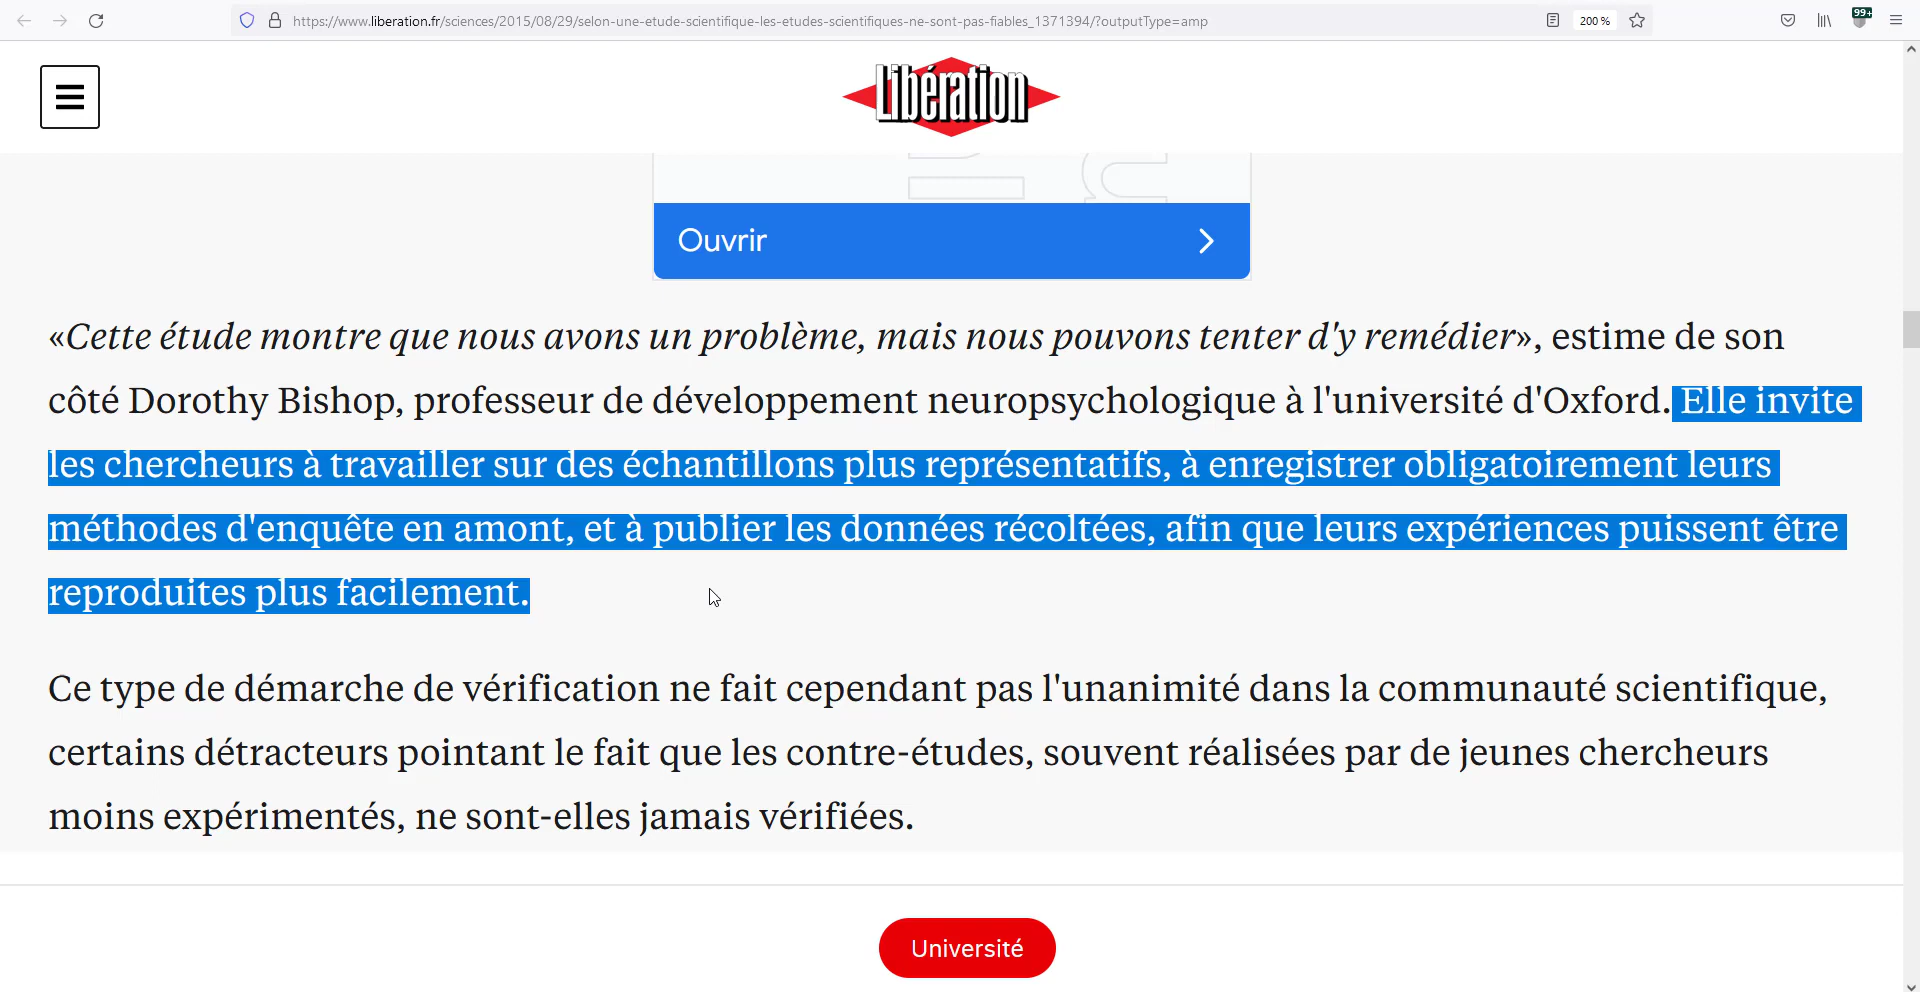 https://www.liberation.fr/sciences/2015/08/29/selon-une-etude-scientifique-les-etudes-scientifiques-ne-sont-pas-fiables_1371394/?outputType=amp
200 %
99+
Libération
Ouvrir
«Cette étude montre que nous avons un problème, mais nous pouvons tenter d'y remédier», estime de son
côté Dorothy Bishop, professeur de développement neuropsychologique à l'université d'Oxford. Elle invite
les chercheurs à travailler sur des échantillons plus représentatifs, à enregistrer obligatoirement leurs
méthodes d'enquête en amont, et à publier les données récoltées, afin que leurs expériences puissent être
reproduites plus facilement.
Ce type de démarche de vérification ne fait cependant pas l'unanimité dans la communauté scientifique,
certains détracteurs pointant le fait que les contre-études, souvent réalisées par de jeunes chercheurs
moins expérimentés, ne sont-elles jamais vérifiées.
Université